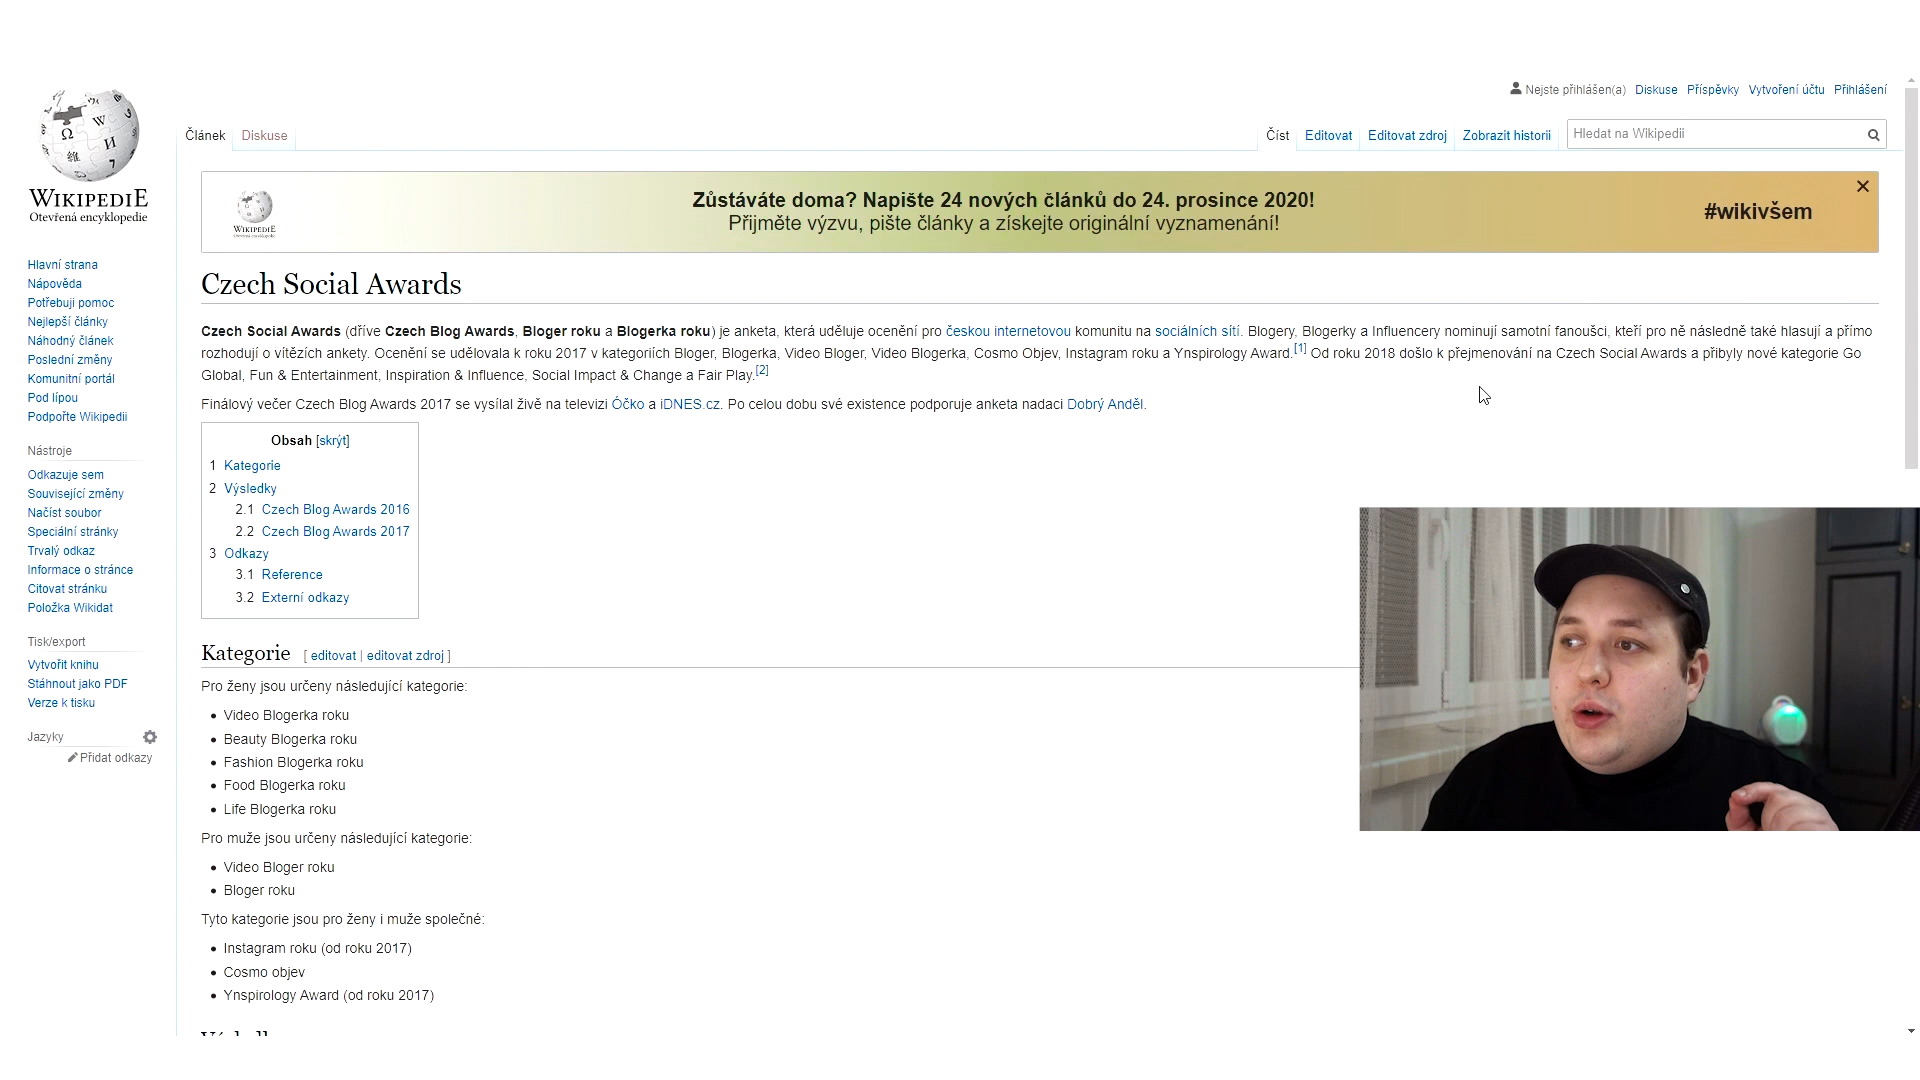 Nejste přihlášen(a) Diskuse Příspěvky Vytvoření účtu Přihlášení
Článek Diskuse Číst Editovat Editovat zdroj Zobrazit historii Hledat na Wikipedii
WIKIPEDIE
Otevřená encyklopedie
Hlavní strana
Nápověda
Potřebuji pomoc
Nejlepší články
Náhodný článek
Poslední změny
Komunitní portál
Pod lípou
Podpořte Wikipedii
Nástroje
Odkazuje sem
Související změny
Načíst soubor
Speciální stránky
Trvalý odkaz
Informace o stránce
Citovat stránku
Položka Wikidat
Tisk/export
Vytvořit knihu
Stáhnout jako PDF
Verze k tisku
Jazyky
Přidat odkazy
WIKIPEDIE
Zůstáváte doma? Napište 24 nových článků do 24. prosince 2020!
Přijměte výzvu, pište články a získejte originální vyznamenání!
#wikivšem
Czech Social Awards
Czech Social Awards (dříve Czech Blog Awards, Bloger roku a Blogerka roku) je anketa, která uděluje ocenění pro českou internetovou komunitu na sociálních sítí. Blogery, Blogerky a Influencery nominují samotní fanoušci, kteří pro ně následně také hlasují a přímo
rozhodují o vítězích ankety. Ocenění se udělovala k roku 2017 v kategoriích Bloger, Blogerka, Video Bloger, Video Blogerka, Cosmo Objev, Instagram roku a Ynspirology Award.[1] Od roku 2018 došlo k přejmenování na Czech Social Awards a přibyly nové kategorie Go
Global, Fun & Entertainment, Inspiration & Influence, Social Impact & Change a Fair Play.[2]
Finálový večer Czech Blog Awards 2017 se vysílal živě na televizi Óčko a iDNES.cz. Po celou dobu své existence podporuje anketa nadaci Dobrý Anděl.
Obsah [skrýt]
1 Kategorie
2 Výsledky
2.1 Czech Blog Awards 2016
2.2 Czech Blog Awards 2017
3 Odkazy
3.1 Reference
3.2 Externí odkazy
Kategorie [ editovat | editovat zdroj ]
Pro ženy jsou určeny následující kategorie:
• Video Blogerka roku
• Beauty Blogerka roku
• Fashion Blogerka roku
• Food Blogerka roku
• Life Blogerka roku
Pro muže jsou určeny následující kategorie:
• Video Bloger roku
• Bloger roku
Tyto kategorie jsou pro ženy i muže společné:
• Instagram roku (od roku 2017)
• Cosmo objev
• Ynspirology Award (od roku 2017)